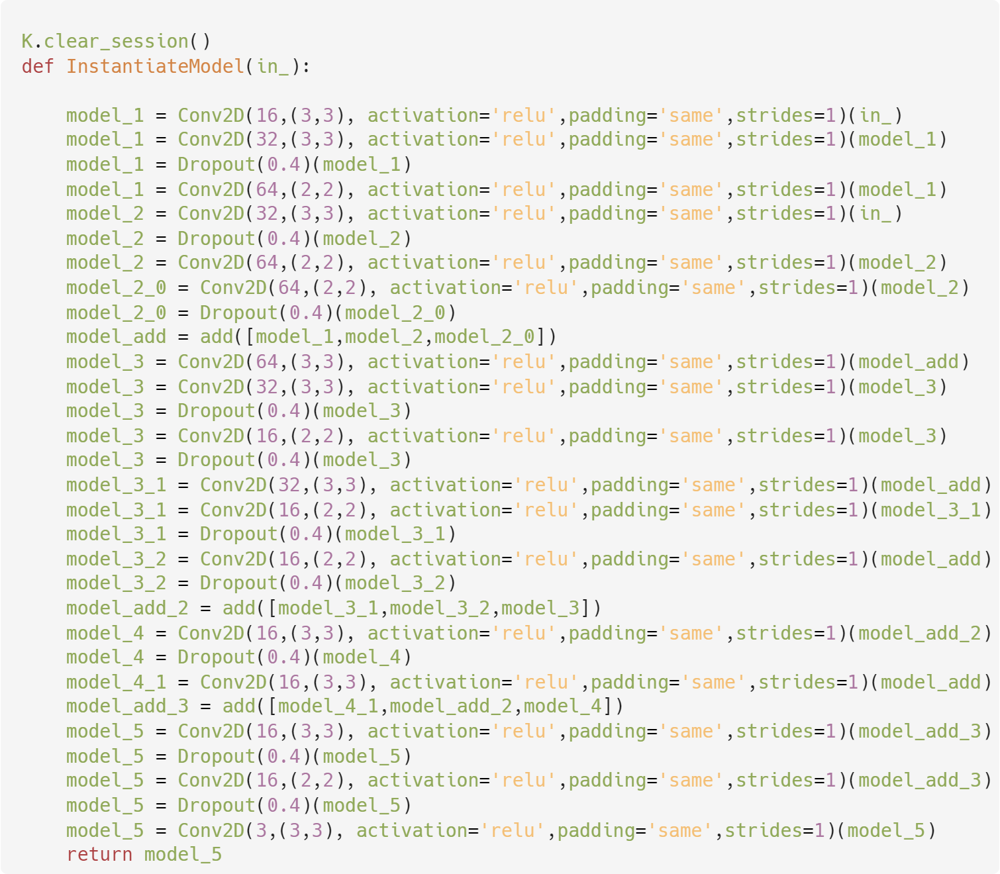 K.clear_session()
def InstantiateModel(in_):
    model_1 = Conv2D(16,(3,3), activation='relu',padding='same',strides=1)(in_)
    model_1 = Conv2D(32,(3,3), activation='relu',padding='same',strides=1)(model_1)
    model_1 = Dropout(0.4)(model_1)
    model_1 = Conv2D(64,(2,2), activation='relu',padding='same',strides=1)(model_1)
    model_2 = Conv2D(32,(3,3), activation='relu',padding='same',strides=1)(in_)
    model_2 = Dropout(0.4)(model_2)
    model_2 = Conv2D(64,(2,2), activation='relu',padding='same',strides=1)(model_2)
    model_2_0 = Conv2D(64,(2,2), activation='relu',padding='same',strides=1)(model_2)
    model_2_0 = Dropout(0.4)(model_2_0)
    model_add = add([model_1,model_2,model_2_0])
    model_3 = Conv2D(64,(3,3), activation='relu',padding='same',strides=1)(model_add)
    model_3 = Conv2D(32,(3,3), activation='relu',padding='same',strides=1)(model_3)
    model_3 = Dropout(0.4)(model_3)
    model_3 = Conv2D(16,(2,2), activation='relu',padding='same',strides=1)(model_3)
    model_3 = Dropout(0.4)(model_3)
    model_3_1 = Conv2D(32,(3,3), activation='relu',padding='same',strides=1)(model_add)
    model_3_1 = Conv2D(16,(2,2), activation='relu',padding='same',strides=1)(model_3_1)
    model_3_1 = Dropout(0.4)(model_3_1)
    model_3_2 = Conv2D(16,(2,2), activation='relu',padding='same',strides=1)(model_add)
    model_3_2 = Dropout(0.4)(model_3_2)
    model_add_2 = add([model_3_1,model_3_2,model_3])
    model_4 = Conv2D(16,(3,3), activation='relu',padding='same',strides=1)(model_add_2)
    model_4 = Dropout(0.4)(model_4)
    model_4_1 = Conv2D(16,(3,3), activation='relu',padding='same',strides=1)(model_add)
    model_add_3 = add([model_4_1,model_add_2,model_4])
    model_5 = Conv2D(16,(3,3), activation='relu',padding='same',strides=1)(model_add_3)
    model_5 = Dropout(0.4)(model_5)
    model_5 = Conv2D(16,(2,2), activation='relu',padding='same',strides=1)(model_add_3)
    model_5 = Dropout(0.4)(model_5)
    model_5 = Conv2D(3,(3,3), activation='relu',padding='same',strides=1)(model_5)
    return model_5